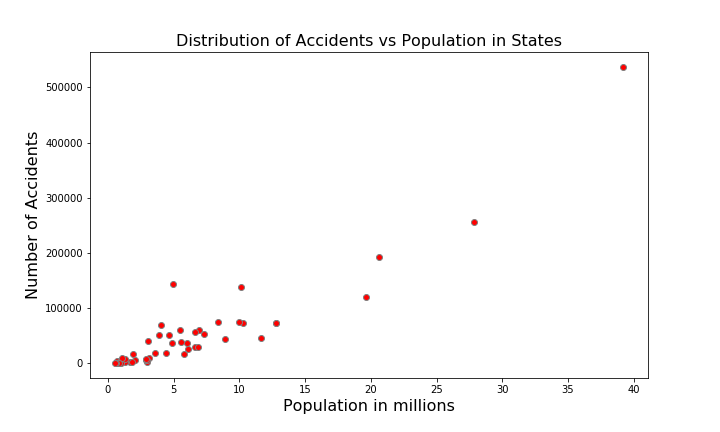 Distribution of Accidents vs Population in States
Number of Accidents
500000
400000
300000
200000
100000
0
0 5 10 15 20 25 30 35 40
Population in millions